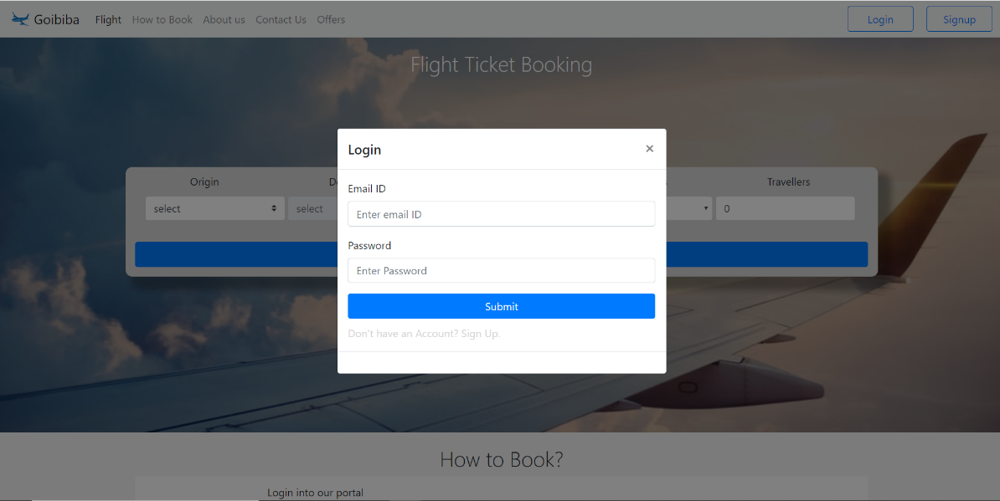 Goibiba Flight How to Book About us Contact Us Offers Login Signup
Flight Ticket Booking
Login ×
Origin Travellers
Email ID
select select 0
Enter email ID
Password
Enter Password
Submit
Don't have an Account? Sign Up.
How to Book?
Login into our portal